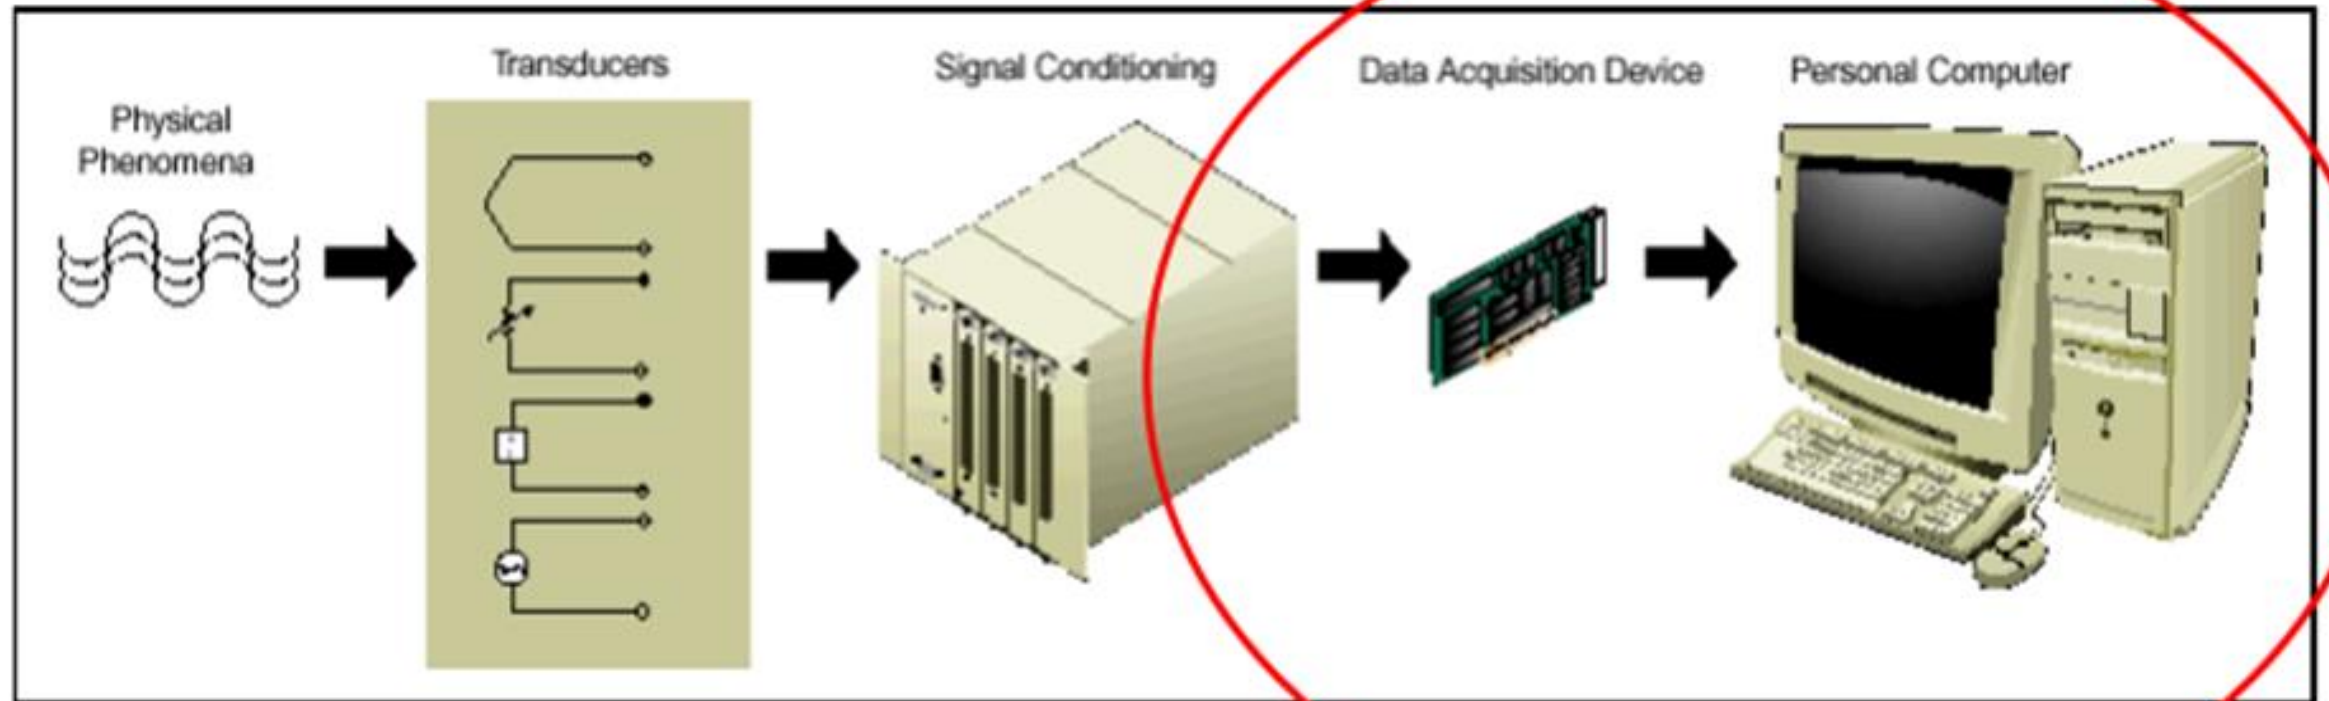 Physical
Phenomena
Transducers
Signal Conditioning
Data Acquisition Device
Personal Computer